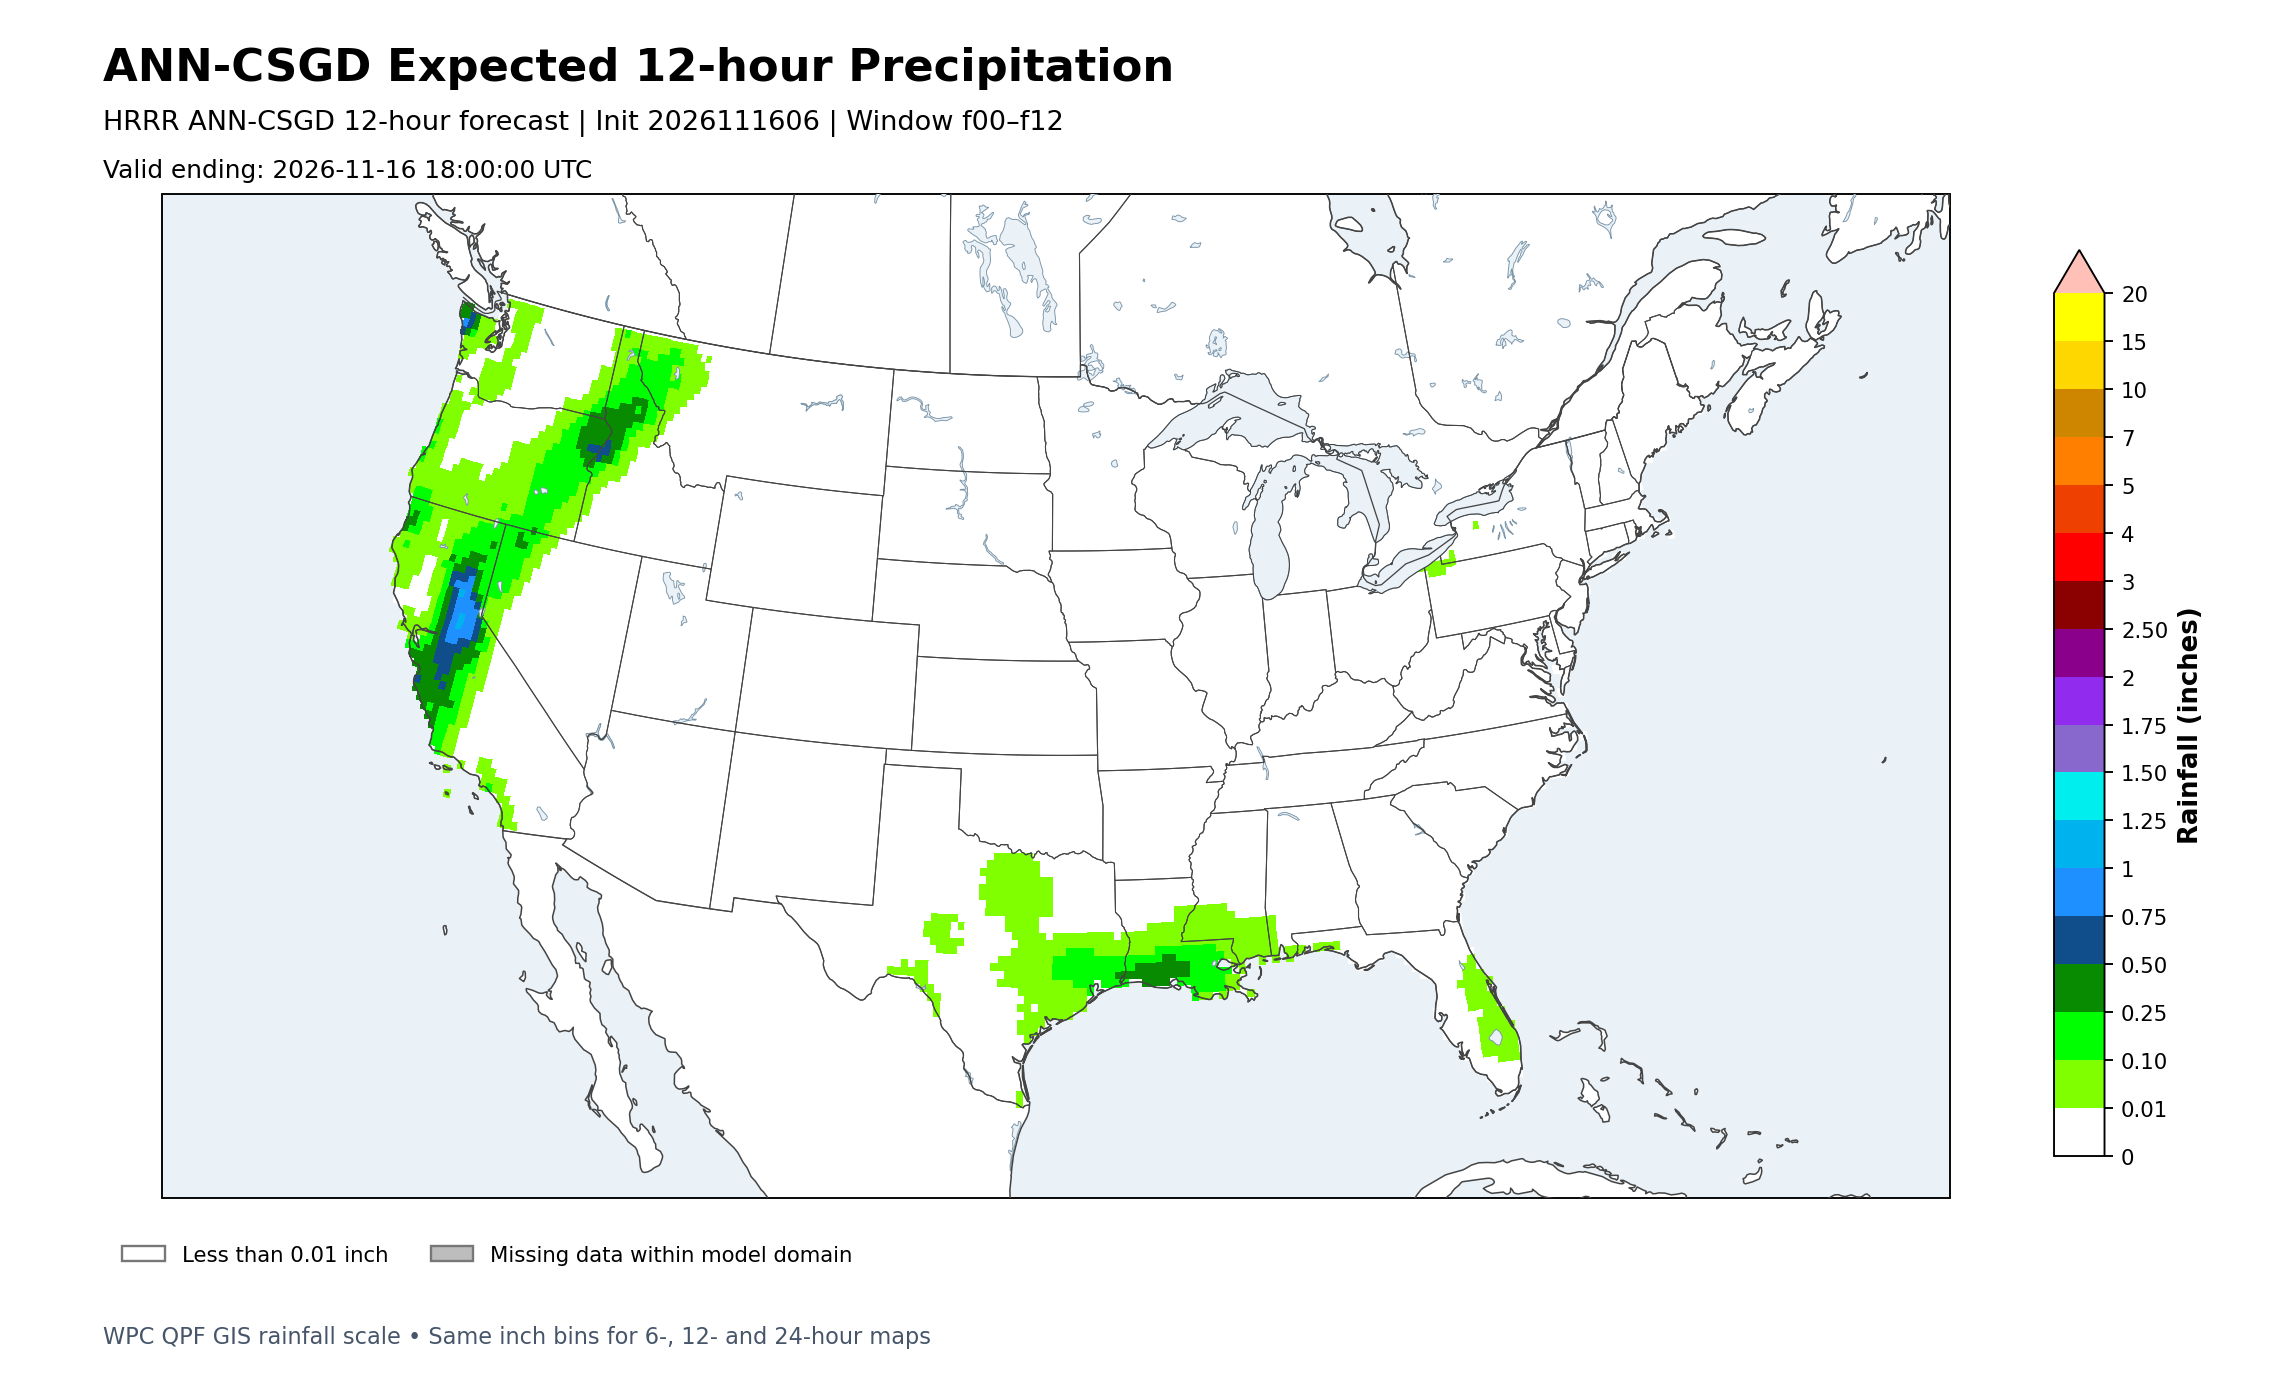 ANN-CSGD Expected 12-hour Precipitation
HRRR ANN-CSGD 12-hour forecast | Init 2026111606 | Window f00–f12
Valid ending: 2026-11-16 18:00:00 UTC
20
15
10
7
5
4
3
2.50
2
1.75
1.50
1.25
1
0.75
0.50
0.25
0.10
0.01
0
Rainfall (inches)
Less than 0.01 inch
Missing data within model domain
WPC QPF GIS rainfall scale • Same inch bins for 6-, 12- and 24-hour maps